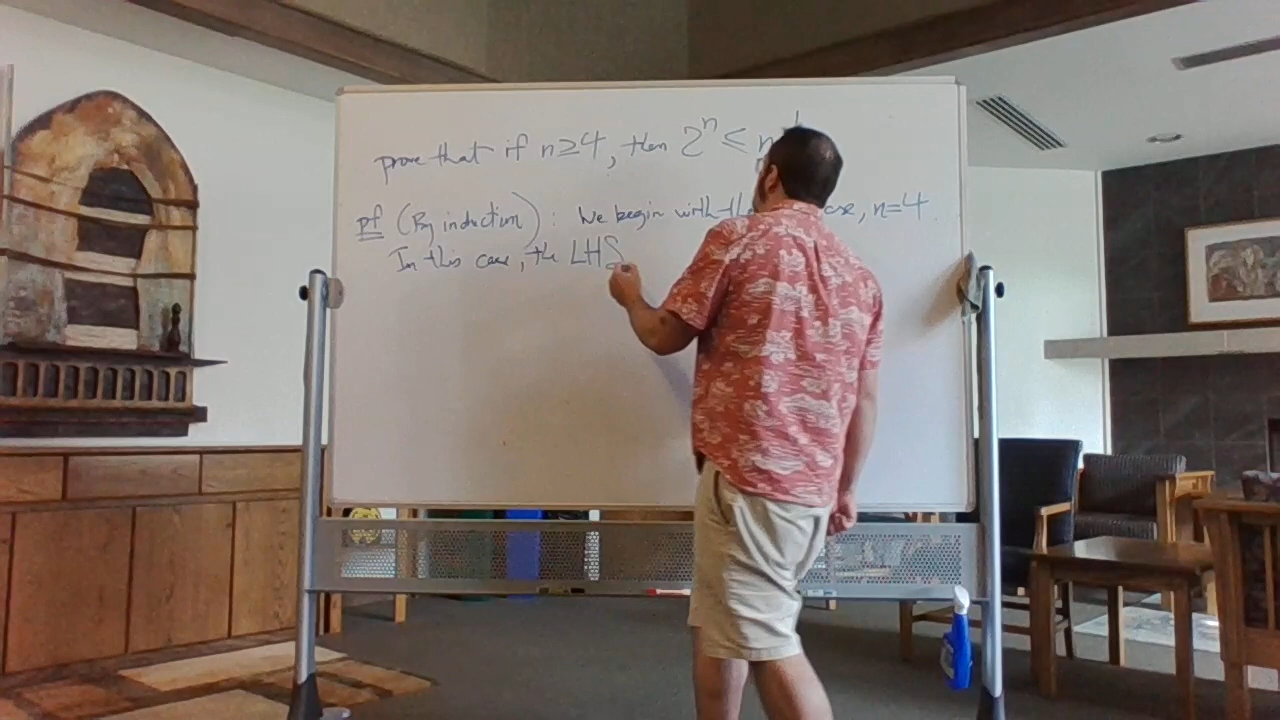 prove that if n ≥ 4, then 2ⁿ ≤ n
pf (By induction): We begin with the case, n=4.
In this case, the LHS